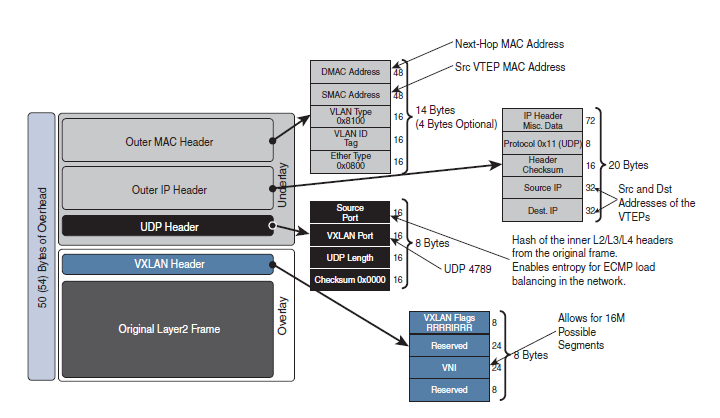 Next-Hop MAC Address
Src VTEP MAC Address
DMAC Address 48
SMAC Address 48
VLAN Type
0x8100
16
VLAN ID
Tag
16
Ether Type
0x0800
16
14 Bytes
(4 Bytes Optional)
IP Header
Misc. Data
72
Protocol 0x11 (UDP) 8
Header
Checksum
16
Source IP 32
Dest. IP 32
20 Bytes
Src and Dst
Addresses of the
VTEPs
50 (54) Bytes of Overhead
Outer MAC Header
Outer IP Header
UDP Header
Underlay
VXLAN Header
Original Layer2 Frame
Overlay
Source
Port
16
VXLAN Port 16
UDP Length 16
Checksum 0x0000 16
8 Bytes
UDP 4789
Hash of the inner L2/L3/L4 headers
from the original frame.
Enables entropy for ECMP load
balancing in the network.
VXLAN Flags
RRRRIRRR
8
Reserved 24
VNI 24
Reserved 8
8 Bytes
Allows for 16M
Possible
Segments